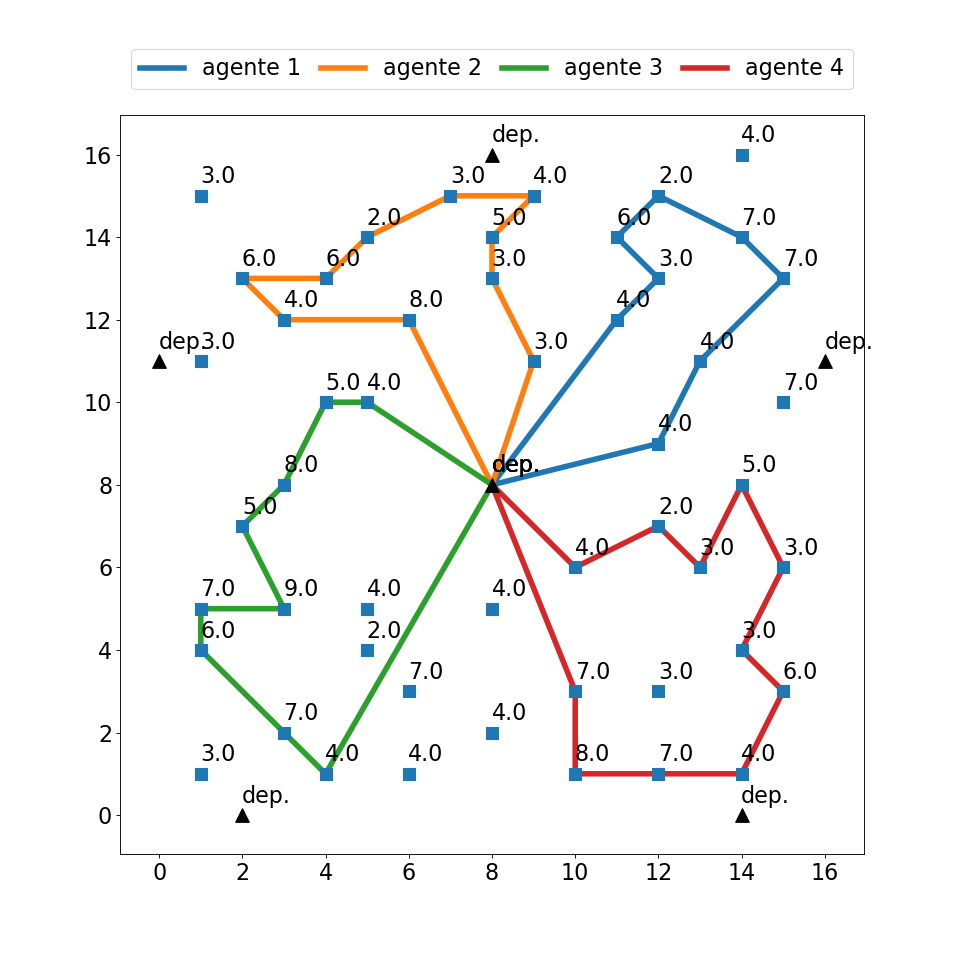 agente 1 agente 2 agente 3 agente 4
dep. 4.0
16
3.0 3.0 4.0 2.0
2.0 5.0 6.0 7.0
14
6.0 6.0 3.0 3.0 7.0
4.0 8.0 4.0
12
dep. 3.0 3.0 4.0 dep.
5.0 4.0 7.0
10
4.0
8.0 dep. 5.0
8
5.0 2.0
4.0 3.0 3.0
6
7.0 9.0 4.0 4.0
6.0 2.0 3.0
4
7.0 3.0 6.0
7.0 4.0
2
3.0 4.0 4.0 8.0 7.0 4.0
dep. dep.
0
0 2 4 6 8 10 12 14 16